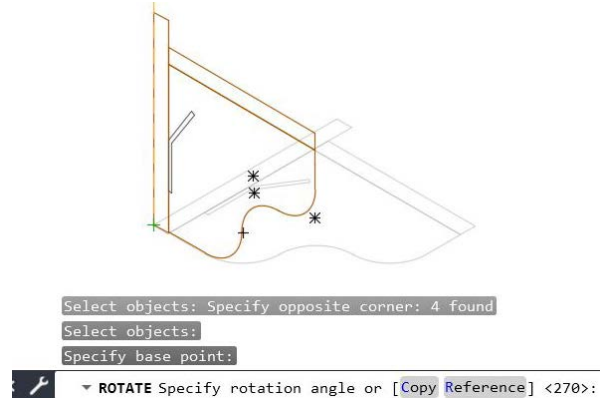 Select objects: Specify opposite corner: 4 found
Select objects:
Specify base point:
ROTATE Specify rotation angle or [Copy Reference] <270>: